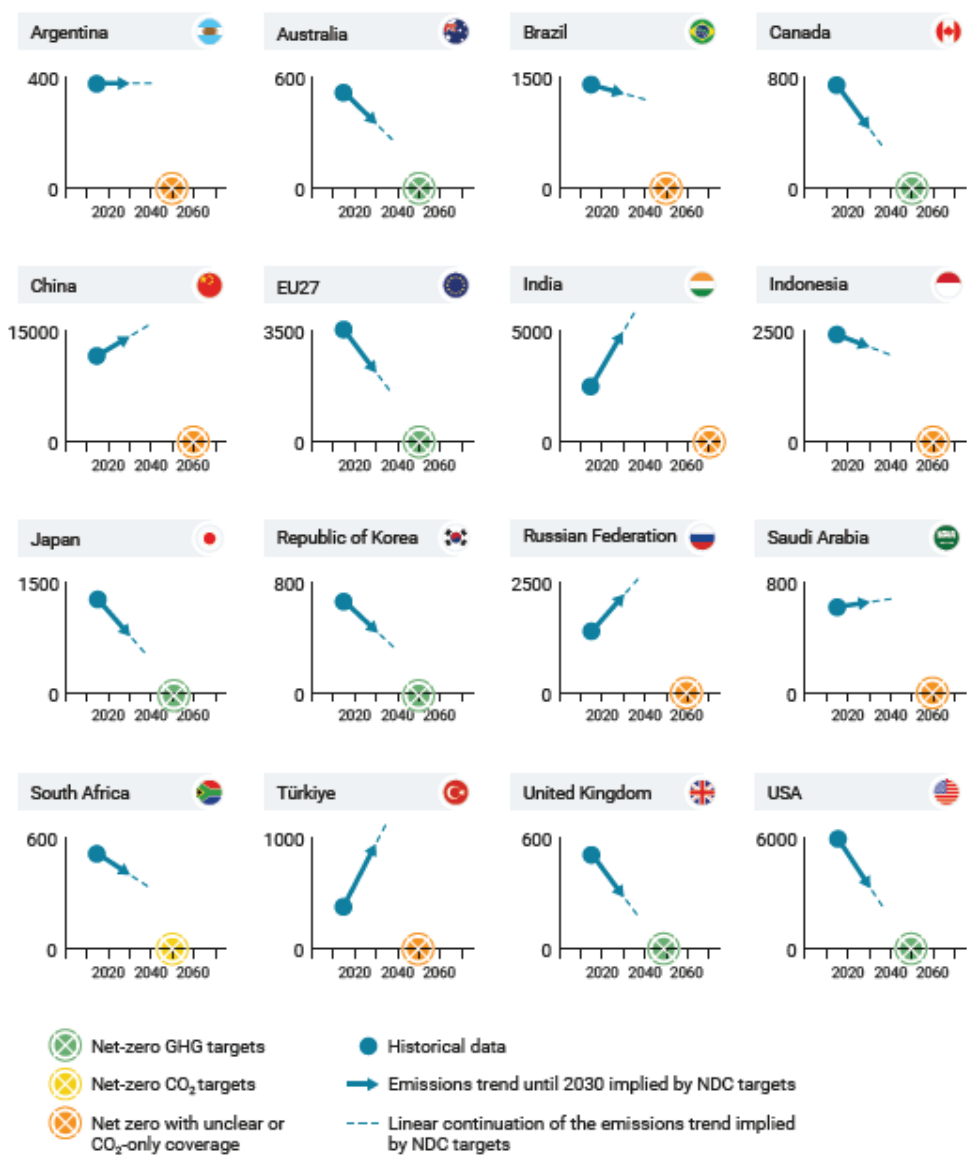 Argentina
Australia
Brazil
Canada
400
0
2020 2040 2060
600
0
2020 2040 2060
1500
0
2020 2040 2060
800
0
2020 2040 2060
China
EU27
India
Indonesia
15000
0
2020 2040 2060
3500
0
2020 2040 2060
5000
0
2020 2040 2060
2500
0
2020 2040 2060
Japan
Republic of Korea
Russian Federation
Saudi Arabia
1500
0
2020 2040 2060
800
0
2020 2040 2060
2500
0
2020 2040 2060
800
0
2020 2040 2060
South Africa
Türkiye
United Kingdom
USA
600
0
2020 2040 2060
1000
0
2020 2040 2060
600
0
2020 2040 2060
6000
0
2020 2040 2060
Net-zero GHG targets
Net-zero CO₂ targets
Net zero with unclear or
CO₂-only coverage
Historical data
Emissions trend until 2030 implied by NDC targets
Linear continuation of the emissions trend implied
by NDC targets